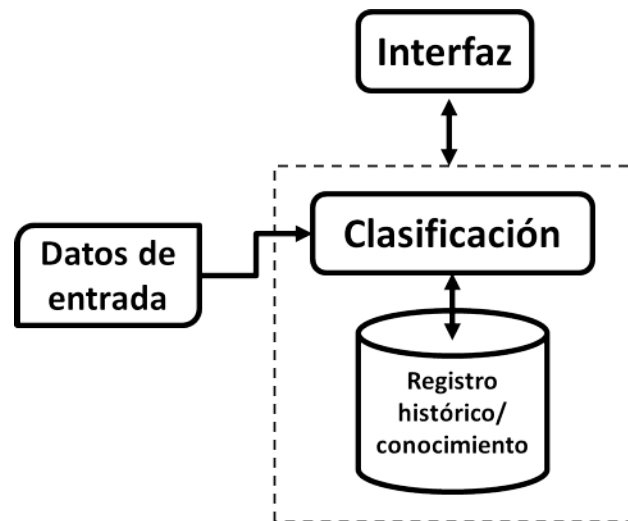 Interfaz
Clasificación
Datos de
entrada
Registro
histórico/
conocimiento